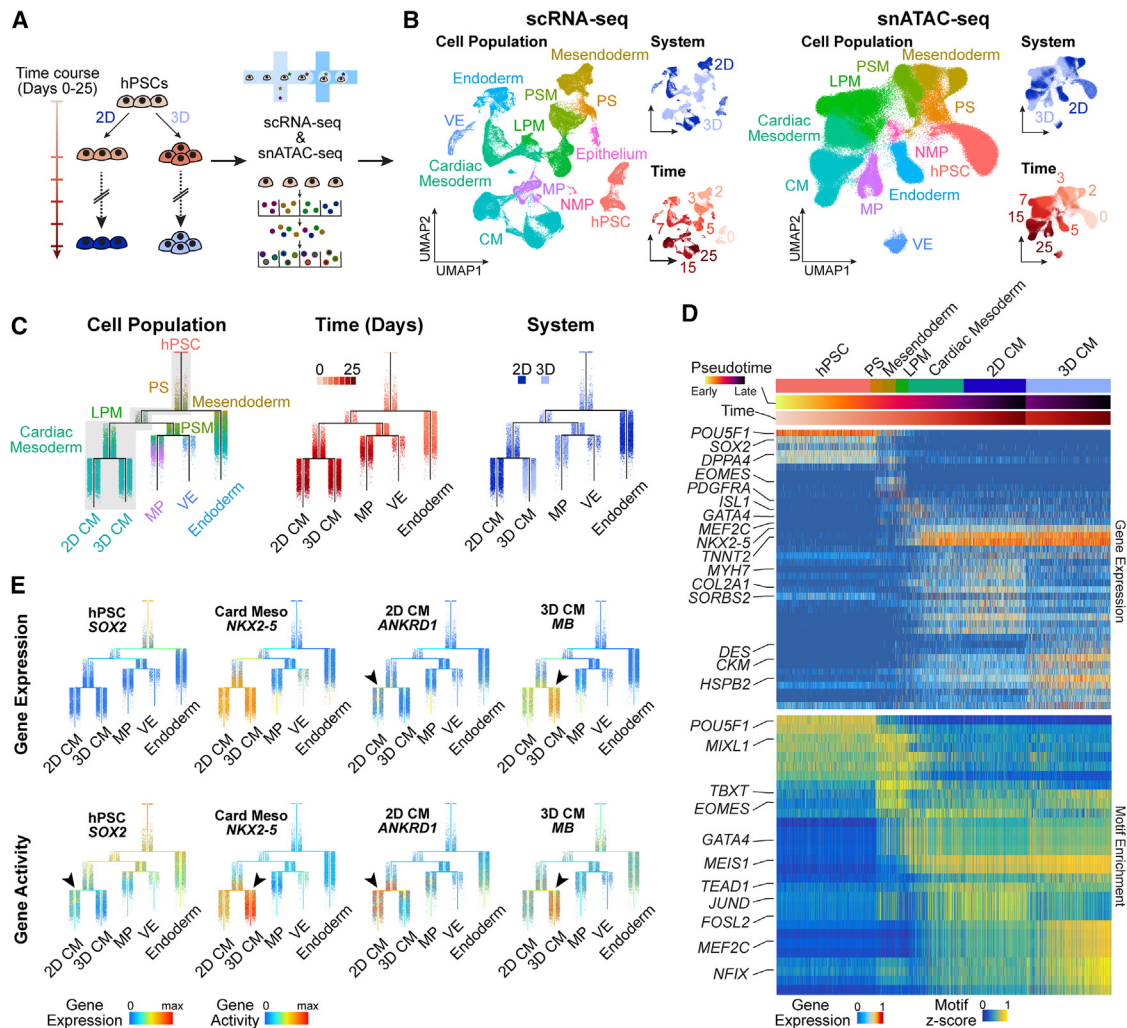 A
Time course
(Days 0-25)
hPSCs
2D
3D
scRNA-seq
&
snATAC-seq
B
scRNA-seq
Cell Population
Endoderm
VE
Mesendoderm
PSM
PS
LPM
Epithelium
Cardiac
Mesoderm
MP
NMP
hPSC
CM
UMAP2
UMAP1
System
2D
3D
Time
3
2
7
5
0
25
15
snATAC-seq
Cell Population
Mesendoderm
PSM
LPM
PS
Cardiac
Mesoderm
NMP
hPSC
CM
MP
Endoderm
VE
UMAP2
UMAP1
System
3D
2D
Time
3
2
7
15
5
0
25
C
Cell Population
hPSC
PS
LPM
Mesendoderm
PSM
Cardiac
Mesoderm
2D CM
3D CM
MP
VE
Endoderm
Time (Days)
0
25
2D CM
3D CM
MP
VE
Endoderm
System
2D 3D
2D CM
3D CM
MP
VE
Endoderm
D
hPSC
PS
Mesendoderm
LPM
Cardiac Mesoderm
2D CM
3D CM
Pseudotime
Early Late
Time
POU5F1
SOX2
DPPA4
EOMES
PDGFRA
ISL1
GATA4
MEF2C
NKX2-5
TNNT2
MYH7
COL2A1
SORBS2
DES
CKM
HSPB2
Gene Expression
POU5F1
MIXL1
TBXT
EOMES
GATA4
MEIS1
TEAD1
JUND
FOSL2
MEF2C
NFIX
Motif Enrichment
Gene
Expression
0 1
Motif
z-score
0 1
E
Gene Expression
hPSC
SOX2
2D CM
3D CM
MP
VE
Endoderm
Card Meso
NKX2-5
2D CM
3D CM
MP
VE
Endoderm
2D CM
ANKRD1
2D CM
3D CM
MP
VE
Endoderm
3D CM
MB
2D CM
3D CM
MP
VE
Endoderm
Gene Activity
hPSC
SOX2
2D CM
3D CM
MP
VE
Endoderm
Card Meso
NKX2-5
2D CM
3D CM
MP
VE
Endoderm
2D CM
ANKRD1
2D CM
3D CM
MP
VE
Endoderm
3D CM
MB
2D CM
3D CM
MP
VE
Endoderm
Gene
Expression
0 max
Gene
Activity
0 max